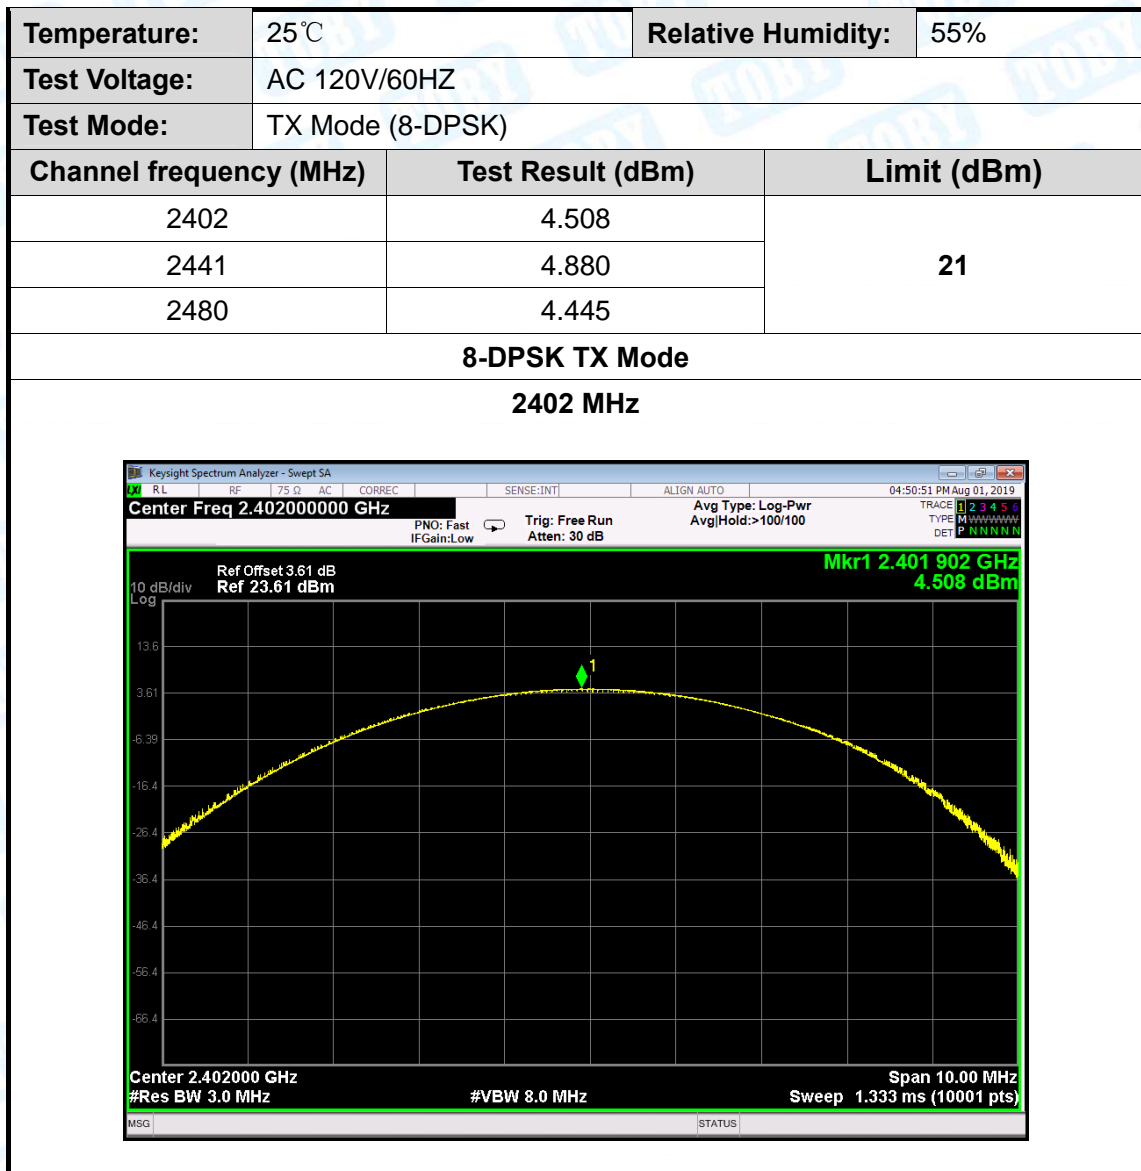 Temperature: 25℃ Relative Humidity: 55%
Test Voltage: AC 120V/60HZ
Test Mode: TX Mode (8-DPSK)
Channel frequency (MHz) Test Result (dBm) Limit (dBm)
2402 4.508
2441 4.880 21
2480 4.445
8-DPSK TX Mode
2402 MHz
Keysight Spectrum Analyzer - Swept SA
LXI RL RF 75 Ω AC CORREC SENSE:INT ALIGN AUTO 04:50:51 PM Aug 01, 2019
Center Freq 2.402000000 GHz Avg Type: Log-Pwr TRACE 1 2 3 4 5 6
PNO: Fast Trig: Free Run Avg|Hold:>100/100 TYPE M WWWWW
IFGain:Low Atten: 30 dB DET P N N N N N
Mkr1 2.401 902 GHz
Ref Offset 3.61 dB
10 dB/div Ref 23.61 dBm 4.508 dBm
Log
1
13.6
3.61
-6.39
-16.4
-26.4
-36.4
-46.4
-56.4
-66.4
Center 2.402000 GHz Span 10.00 MHz
#Res BW 3.0 MHz #VBW 8.0 MHz Sweep 1.333 ms (10001 pts)
MSG STATUS
TOBY